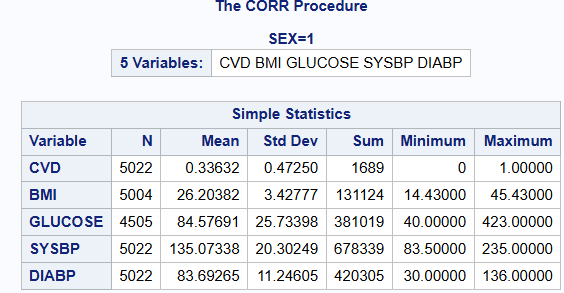 The CORR Procedure
SEX=1
5 Variables: CVD BMI GLUCOSE SYSBP DIABP
Simple Statistics
Variable N Mean Std Dev Sum Minimum Maximum
CVD 5022 0.33632 0.47250 1689 0 1.00000
BMI 5004 26.20382 3.42777 131124 14.43000 45.43000
GLUCOSE 4505 84.57691 25.73398 381019 40.00000 423.00000
SYSBP 5022 135.07338 20.30249 678339 83.50000 235.00000
DIABP 5022 83.69265 11.24605 420305 30.00000 136.00000